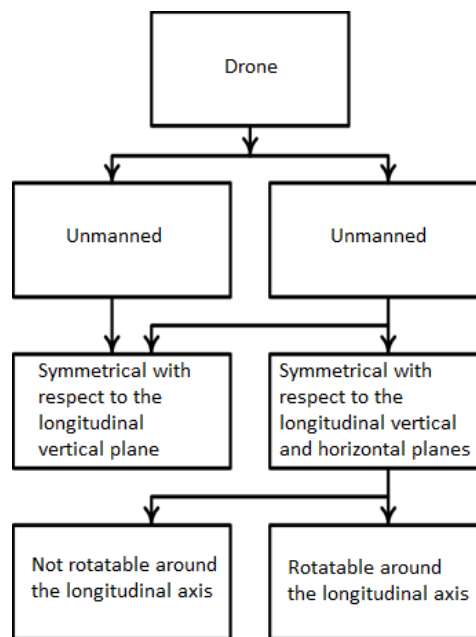 Drone
Unmanned
Unmanned
Symmetrical with
respect to the
longitudinal
vertical plane
Symmetrical with
respect to the
longitudinal vertical
and horizontal planes
Not rotatable around
the longitudinal axis
Rotatable around
the longitudinal axis